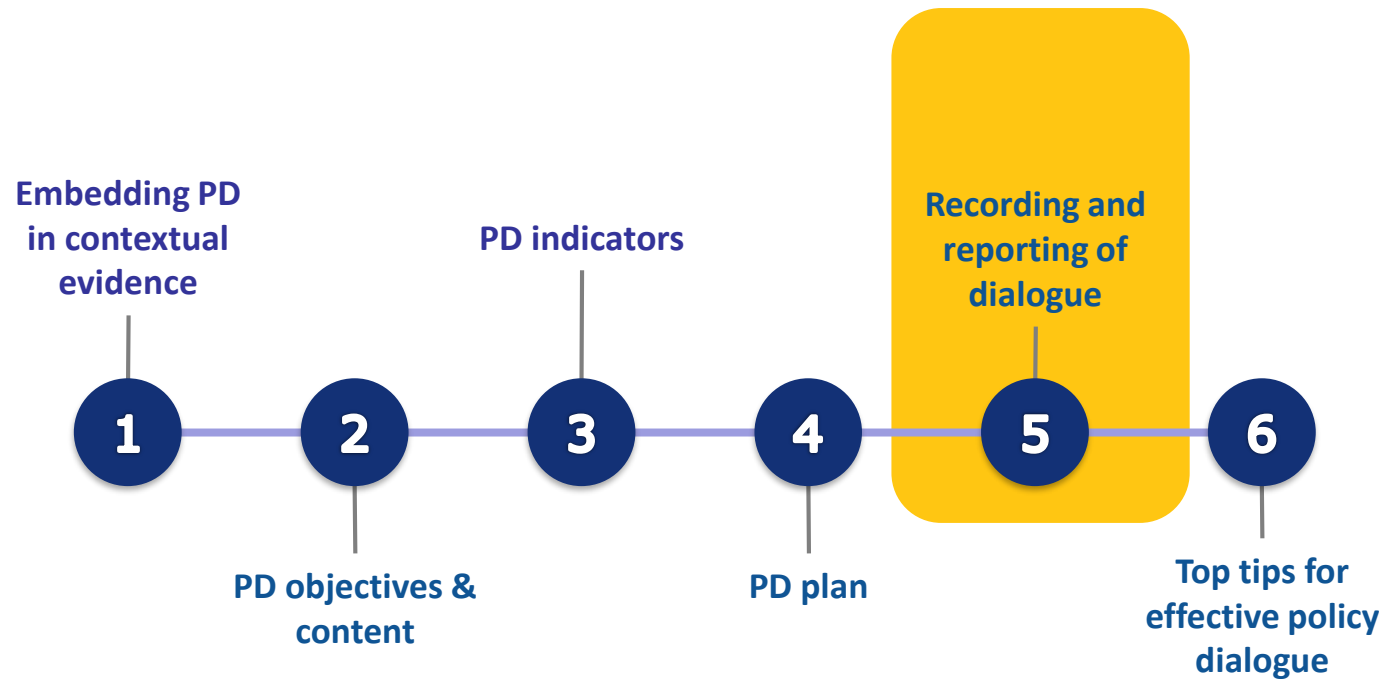 Embedding PD
in contextual
evidence
1
PD objectives &
content
2
PD indicators
3
PD plan
4
Recording and
reporting of
dialogue
5
Top tips for
effective policy
dialogue
6